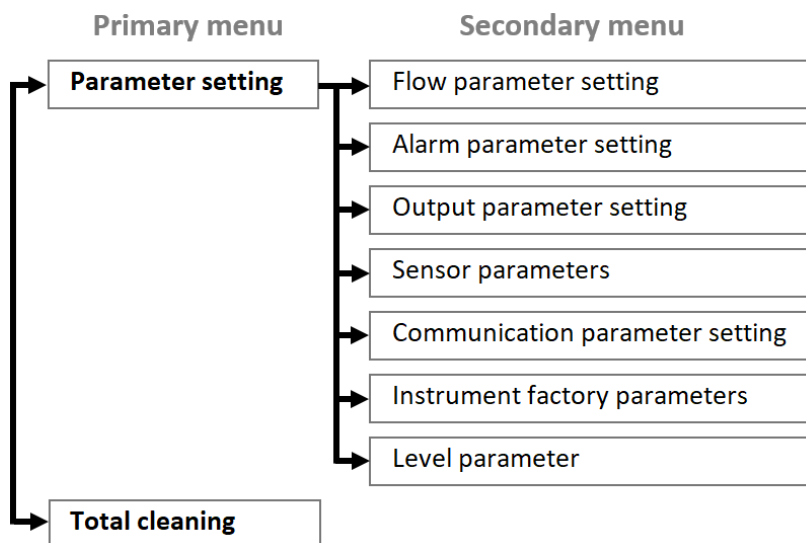 Primary menu
Secondary menu
Parameter setting
Flow parameter setting
Alarm parameter setting
Output parameter setting
Sensor parameters
Communication parameter setting
Instrument factory parameters
Level parameter
Total cleaning